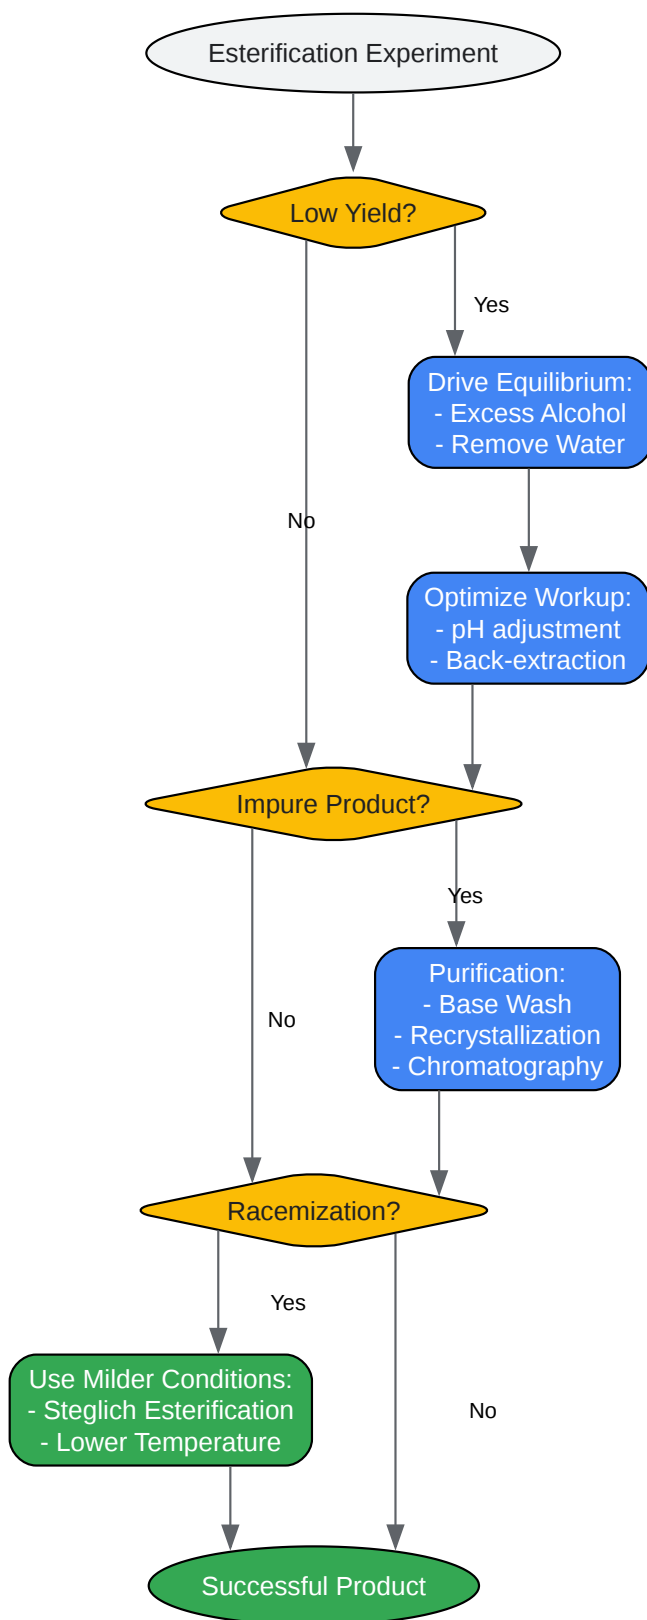 Esterification Experiment
Low Yield?
Yes
Drive Equilibrium:
- Excess Alcohol
- Remove Water
No
Optimize Workup:
- pH adjustment
- Back-extraction
Impure Product?
Yes
Purification:
- Base Wash
- Recrystallization
- Chromatography
No
Racemization?
Yes
Use Milder Conditions:
- Steglich Esterification
- Lower Temperature
No
Successful Product